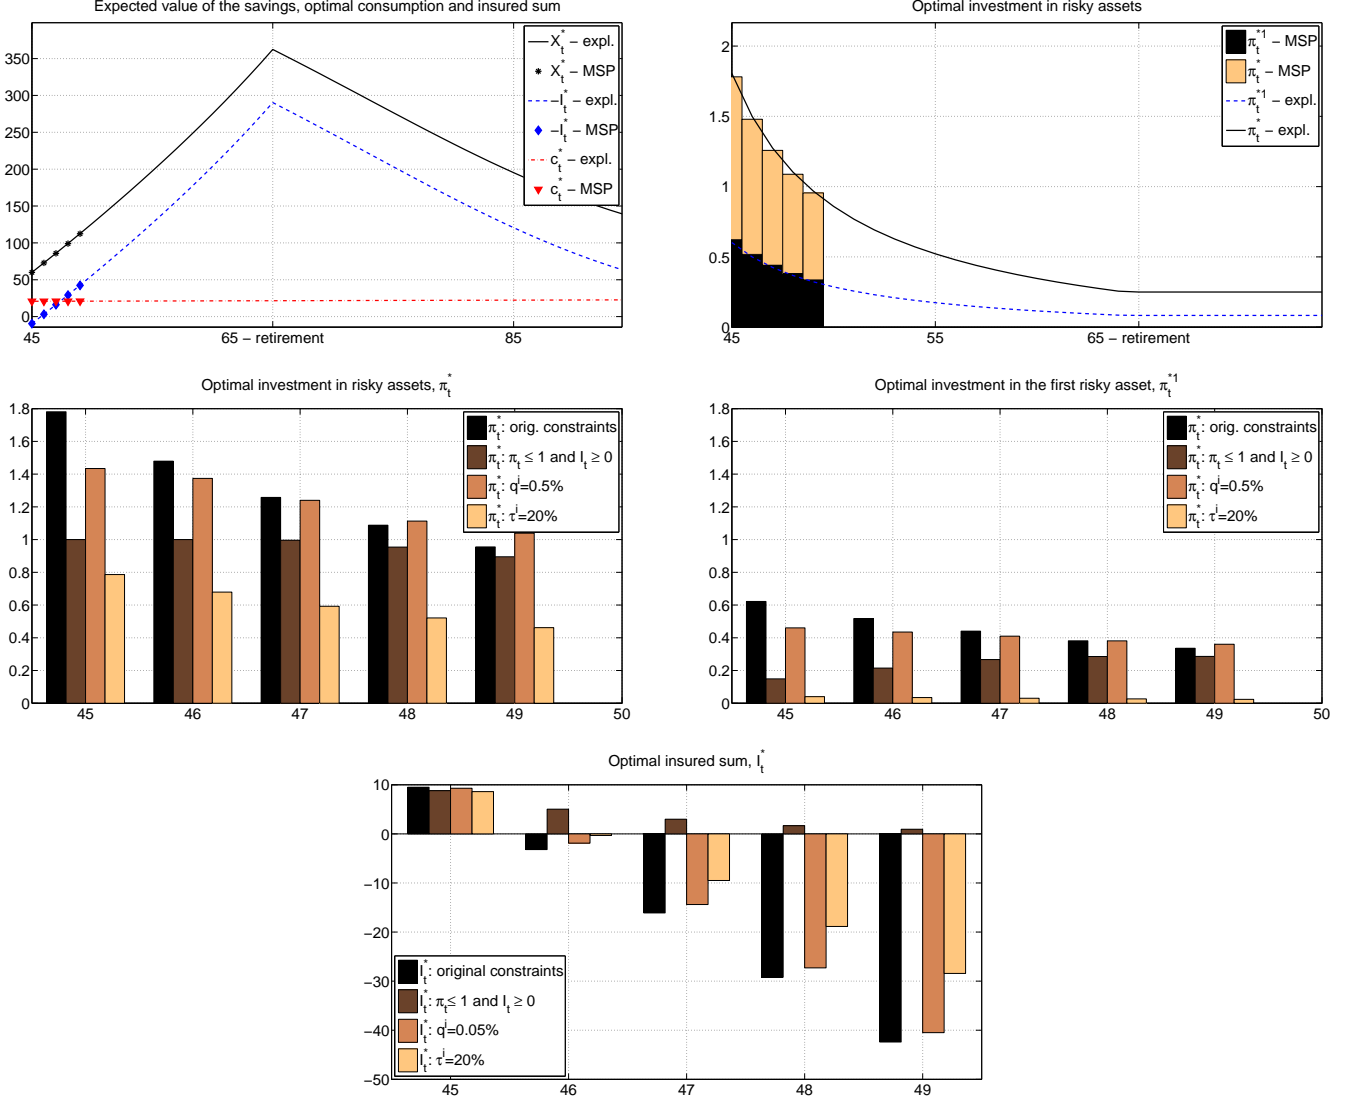 Expected value of the savings, optimal consumption and insured sum
350
300
250
200
150
100
50
0
45
65 − retirement
85
X*t − expl.
X*t − MSP
−I*t − expl.
−I*t − MSP
c*t − expl.
c*t − MSP
Optimal investment in risky assets
2
1.5
1
0.5
0
45
55
65 − retirement
π*1t − MSP
π*t − MSP
π*1t − expl.
π*t − expl.
Optimal investment in risky assets, π*t
1.8
1.6
1.4
1.2
1
0.8
0.6
0.4
0.2
0
45
46
47
48
49
50
π*t: orig. constraints
π*t: πt ≤ 1 and It ≥ 0
π*t: qi=0.5%
π*t: τi=20%
Optimal investment in the first risky asset, π*1t
1.8
1.6
1.4
1.2
1
0.8
0.6
0.4
0.2
0
45
46
47
48
49
50
π*t: orig. constraints
π*t: πt ≤ 1 and It ≥ 0
π*t: qi=0.5%
π*t: τi=20%
Optimal insured sum, I*t
10
0
−10
−20
−30
−40
−50
45
46
47
48
49
I*t: original constraints
I*t: πt ≤ 1 and It ≥ 0
I*t: qi=0.05%
I*t: τi=20%